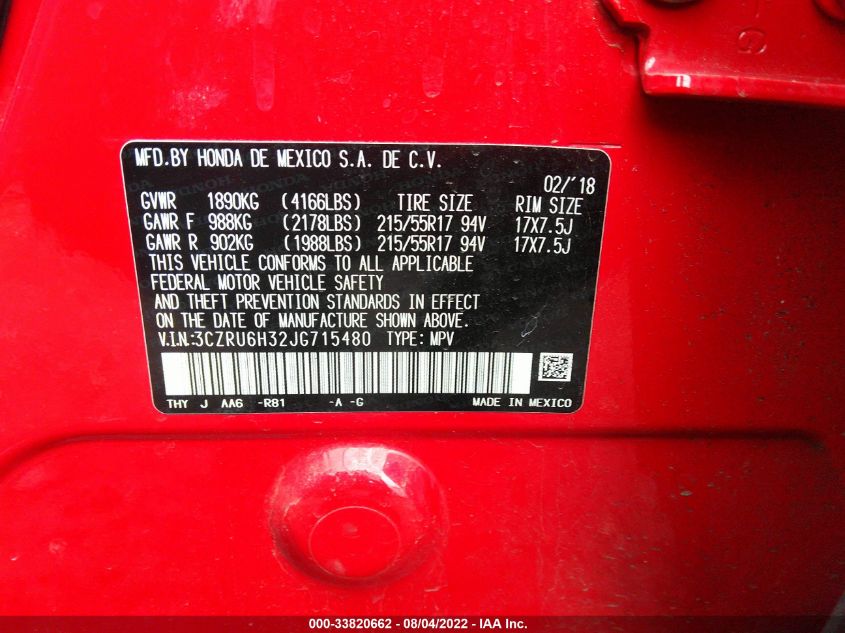 MFD.BY HONDA DE MEXICO S.A. DE C.V.
02/'18
GVWR 1890KG (4166LBS) TIRE SIZE RIM SIZE
GAWR F 988KG (2178LBS) 215/55R17 94V 17X7.5J
GAWR R 902KG (1988LBS) 215/55R17 94V 17X7.5J
THIS VEHICLE CONFORMS TO ALL APPLICABLE
FEDERAL MOTOR VEHICLE SAFETY
AND THEFT PREVENTION STANDARDS IN EFFECT
ON THE DATE OF MANUFACTURE SHOWN ABOVE.
V.I.N:3CZRU6H32JG715480 TYPE: MPV
THY J AA6 -R81 -A -G MADE IN MEXICO
000-33820662 - 08/04/2022 - IAA Inc.